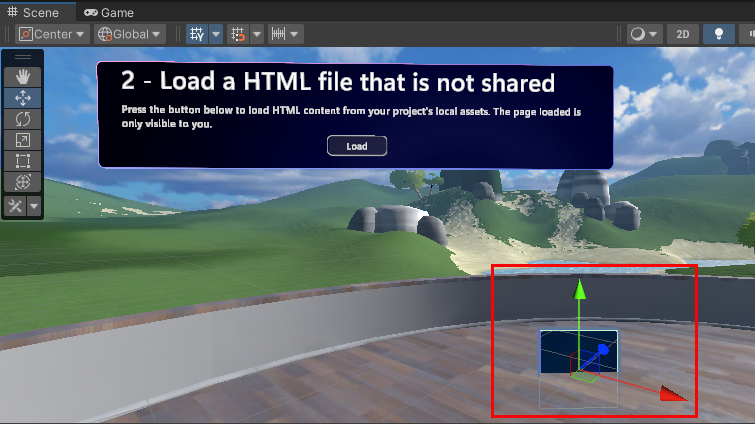 Scene
Game
Center
Global
2D
2 - Load a HTML file that is not shared
Press the button below to load HTML content from your project's local assets. The page loaded is
only visible to you.
Load